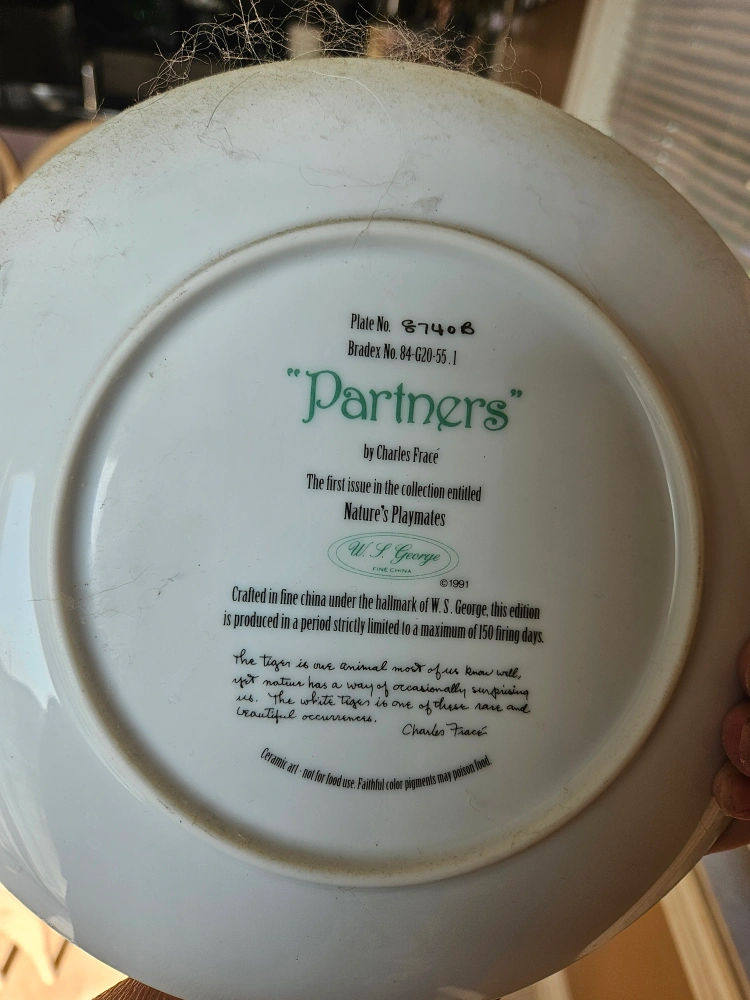 Plate No. 8740B
Bradex No. 84-G20-55.1
"Partners"
by Charles Fracé
The first issue in the collection entitled
Nature's Playmates
W. S. George
FINE CHINA
©1991
Crafted in fine china under the hallmark of W. S. George, this edition
is produced in a period strictly limited to a maximum of 150 firing days.
The tiger is one animal most of us know well,
yet nature has a way of occasionally surprising
us. The white tiger is one of these rare and
beautiful occurrences.
Charles Fracé
Ceramic art - not for food use. Faithful color pigments may poison food.